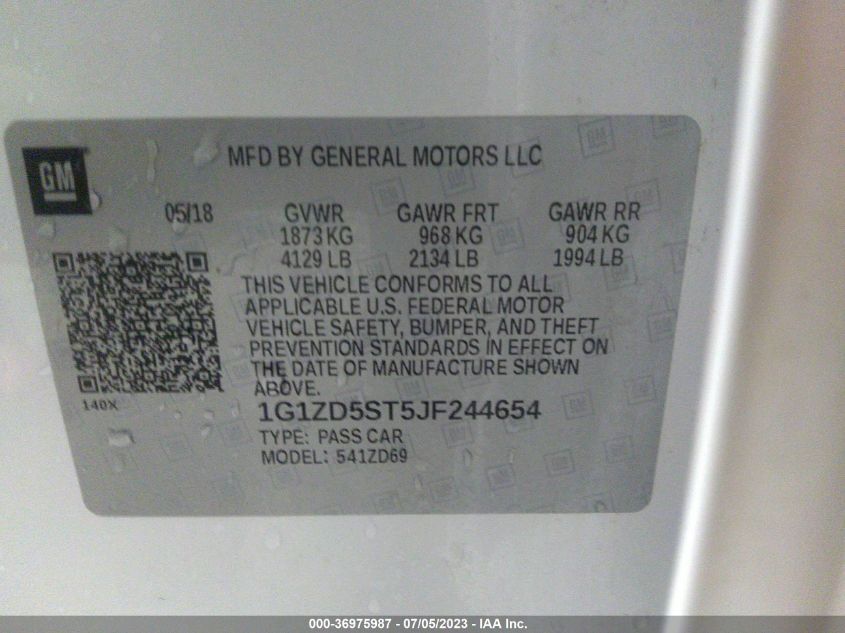 MFD BY GENERAL MOTORS LLC
GM
05/18 GVWR GAWR FRT GAWR RR
1873 KG 968 KG 904 KG
4129 LB 2134 LB 1994 LB
THIS VEHICLE CONFORMS TO ALL
APPLICABLE U.S. FEDERAL MOTOR
VEHICLE SAFETY, BUMPER, AND THEFT
PREVENTION STANDARDS IN EFFECT ON
THE DATE OF MANUFACTURE SHOWN
ABOVE.
140X
1G1ZD5ST5JF244654
TYPE: PASS CAR
MODEL: 541ZD69
000-36975987 - 07/05/2023 - IAA Inc.